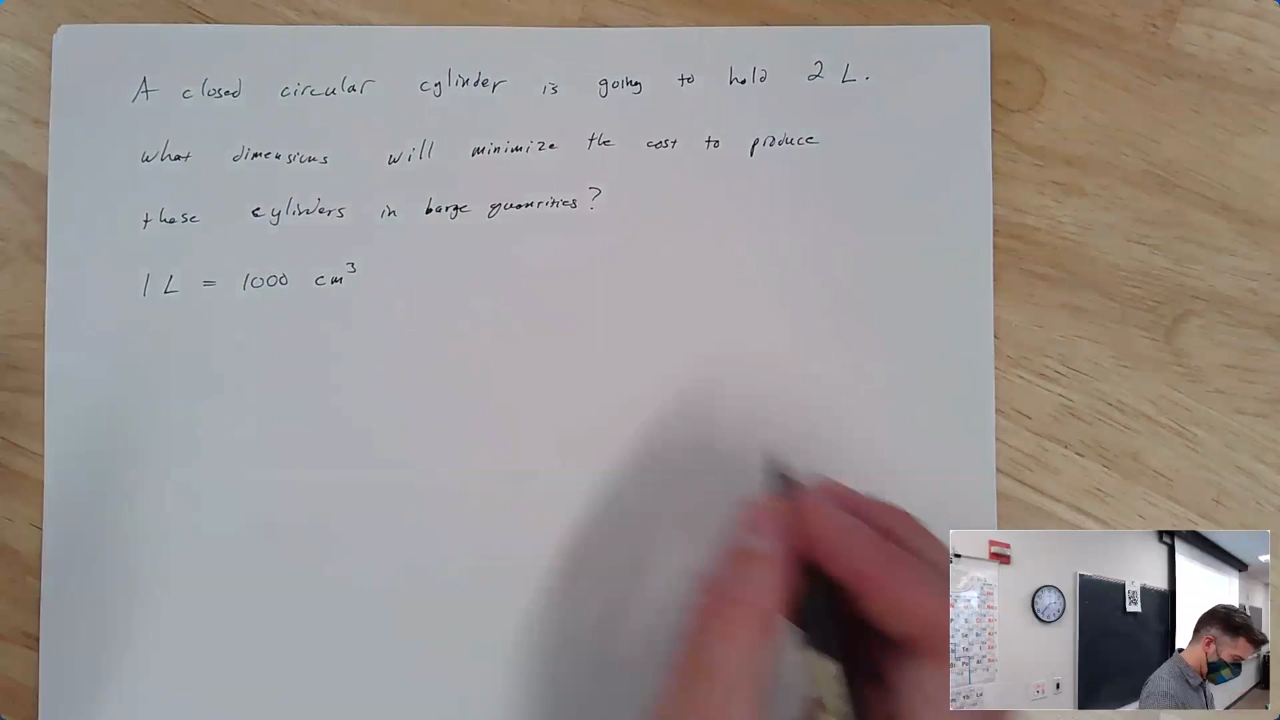 A closed circular cylinder is going to hold 2 L.
What dimensions will minimize the cost to produce
these cylinders in large quantities?
1 L = 1000 cm³